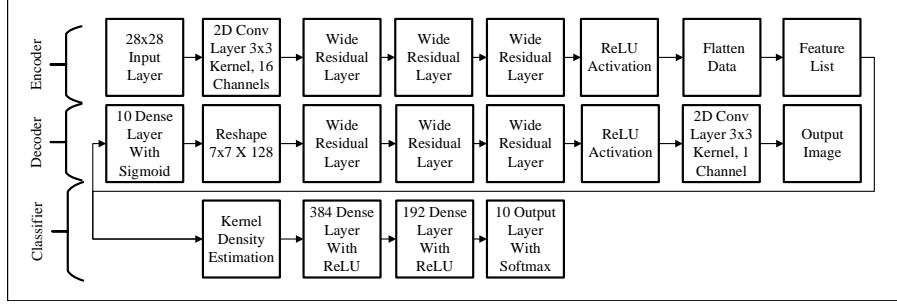 Encoder
28x28
Input
Layer
2D Conv
Layer 3x3
Kernel, 16
Channels
Wide
Residual
Layer
Wide
Residual
Layer
Wide
Residual
Layer
ReLU
Activation
Flatten
Data
Feature
List
Decoder
10 Dense
Layer
With
Sigmoid
Reshape
7x7 X 128
Wide
Residual
Layer
Wide
Residual
Layer
Wide
Residual
Layer
ReLU
Activation
2D Conv
Layer 3x3
Kernel, 1
Channel
Output
Image
Classifier
Kernel
Density
Estimation
384 Dense
Layer
With
ReLU
192 Dense
Layer
With
ReLU
10 Output
Layer
With
Softmax